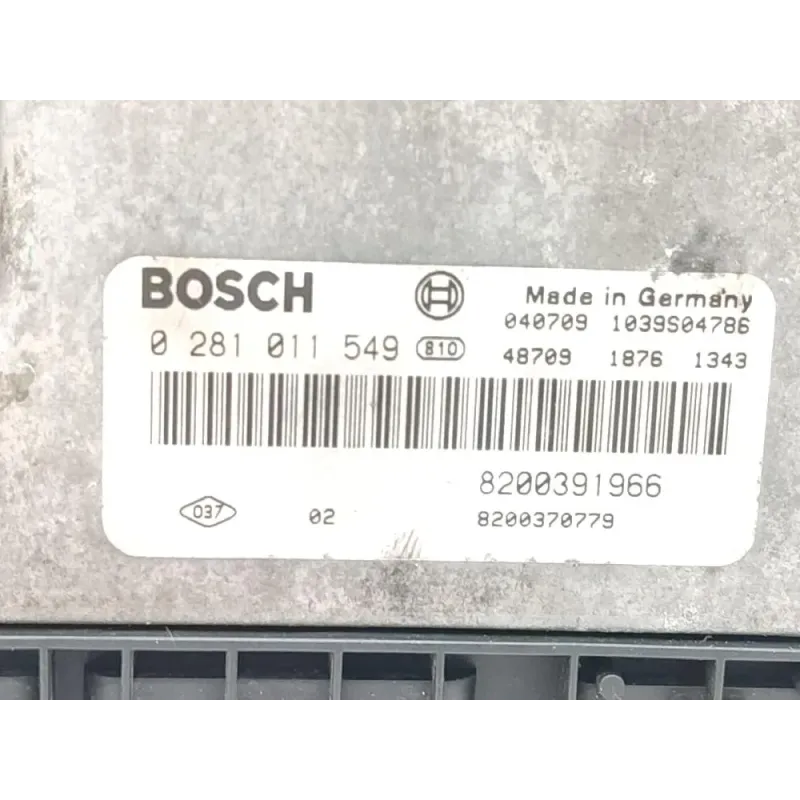 BOSCH
Made in Germany
040709 1039S04786
0 281 011 549 810
48709 1876 1343
8200391966
037 02 8200370779